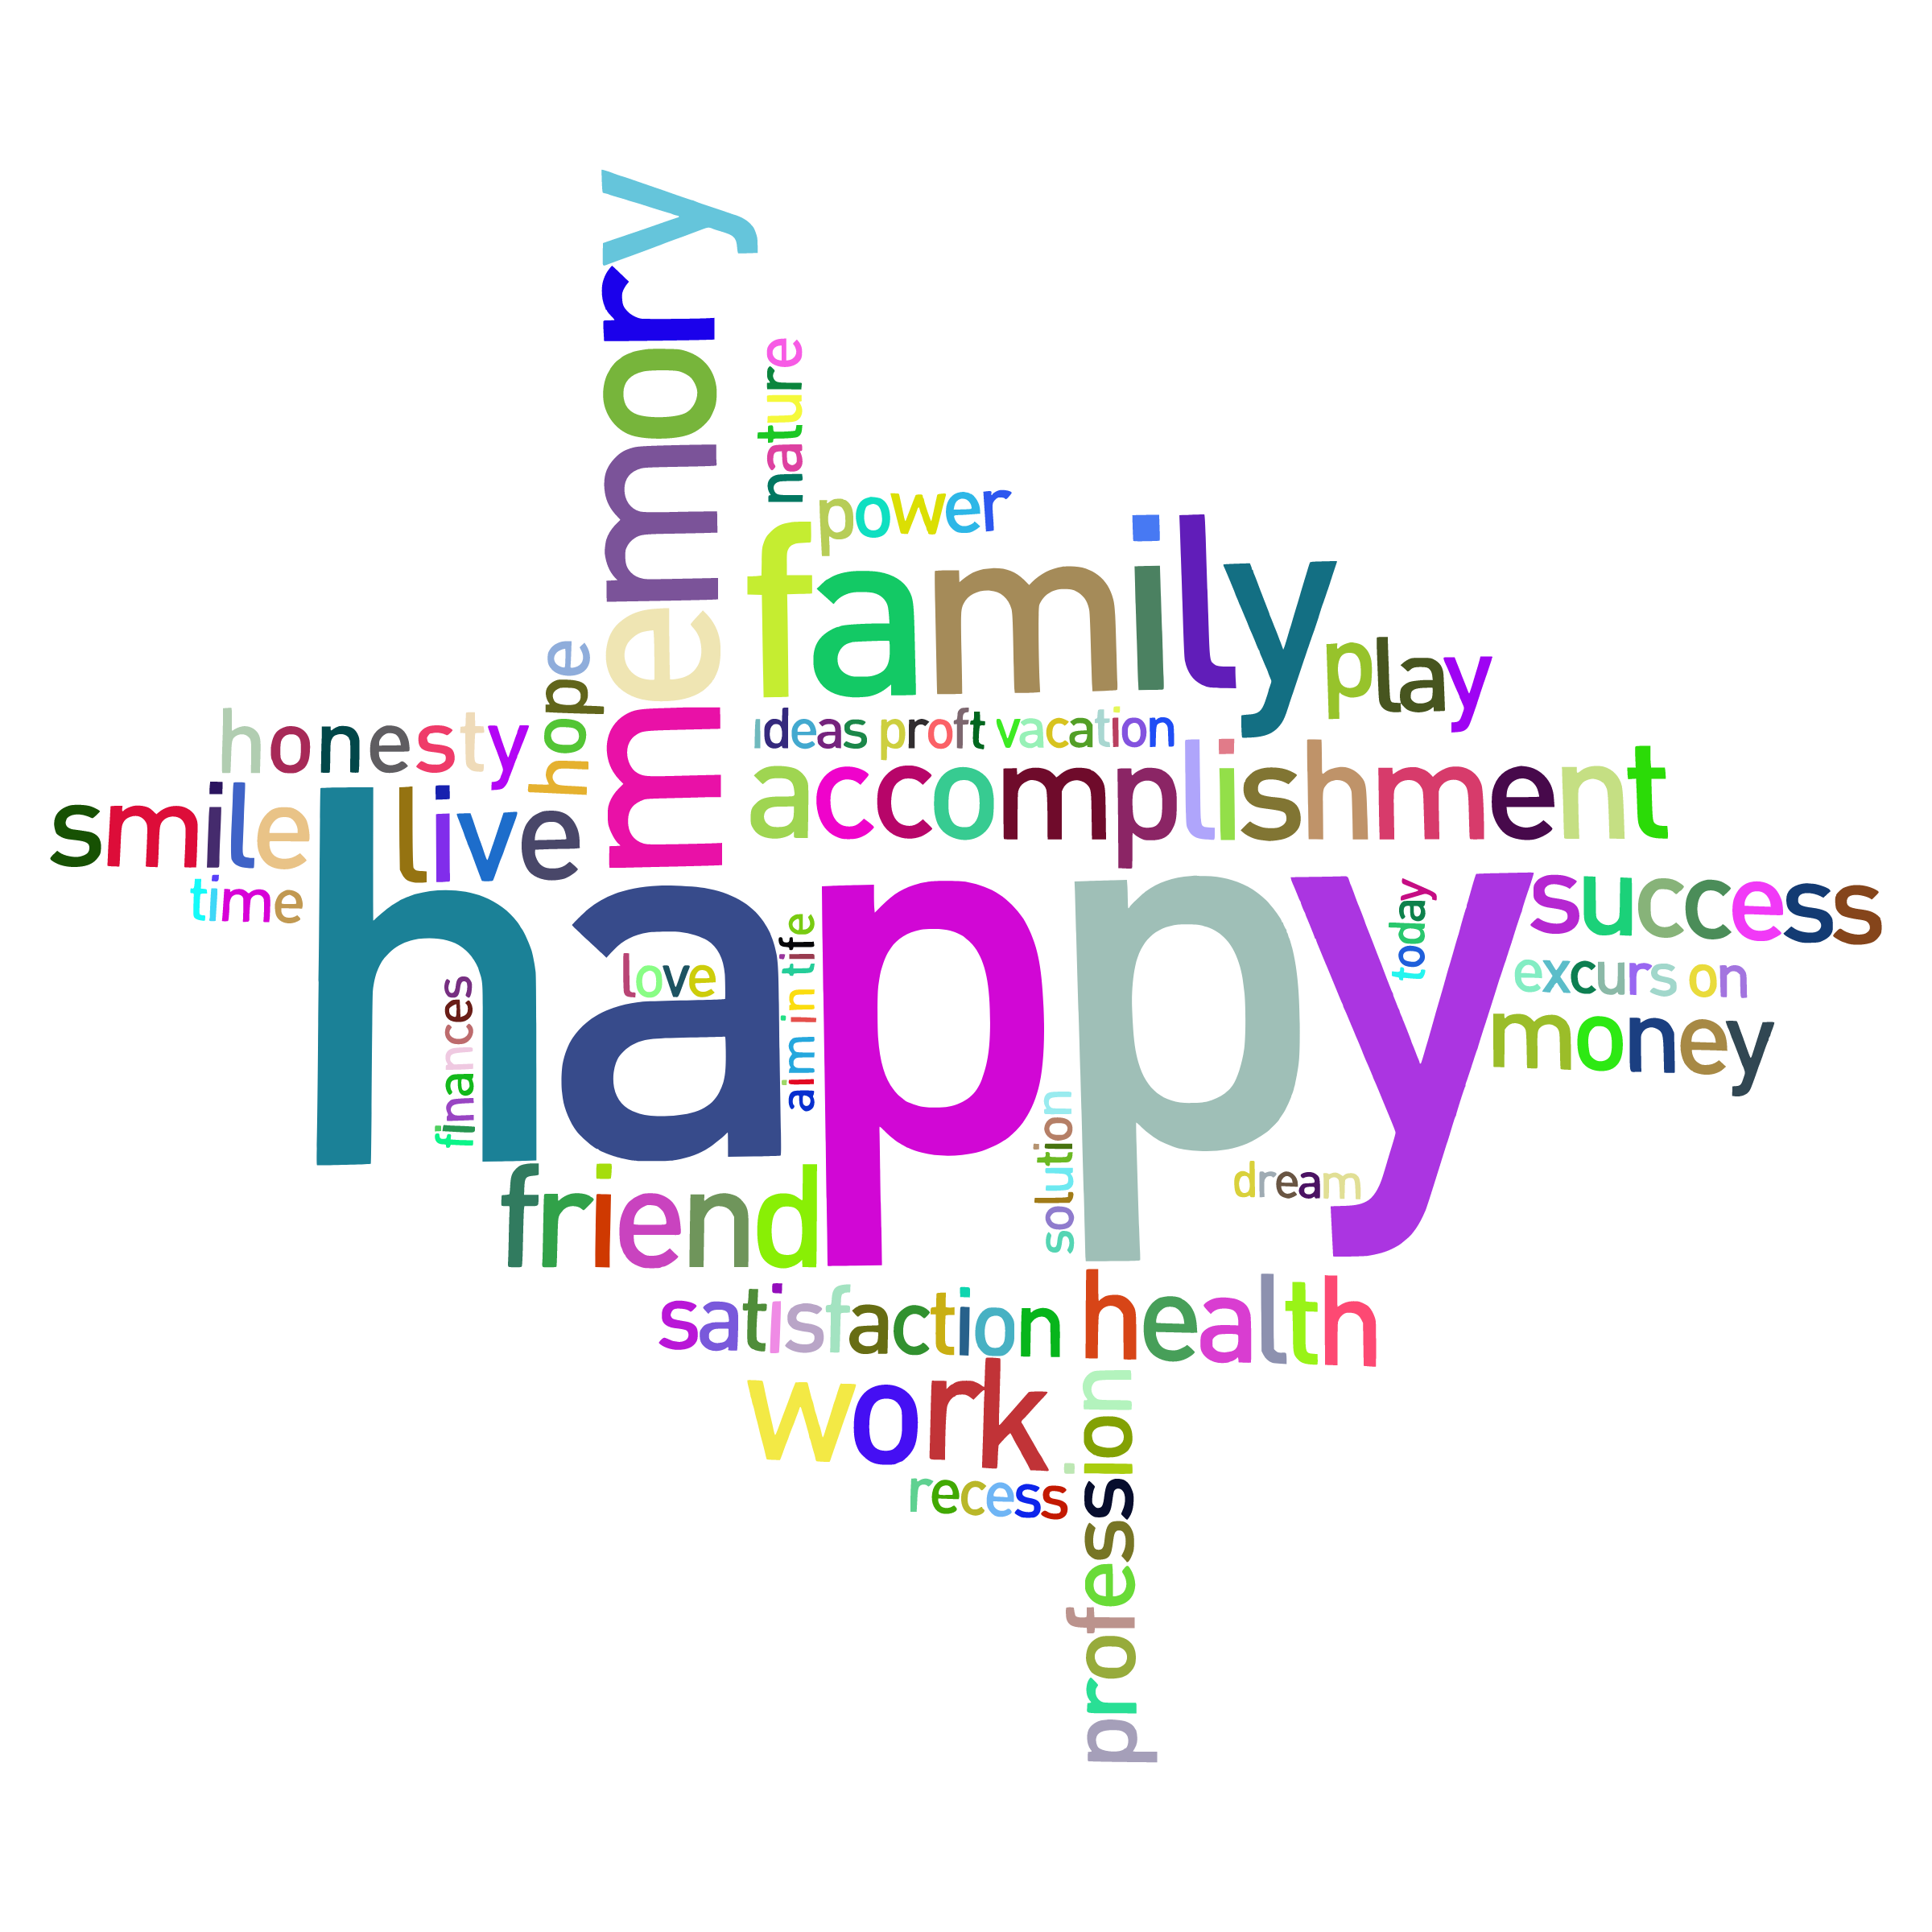 memory
nature
power
family
play
hope
honesty
ideas proft vacation
accomplishment
smile
live
time
happy
success
today
love
aim in tlife
finances
excurs on
money
solution
dream
friend
satisfaction
health
work
recess
profession